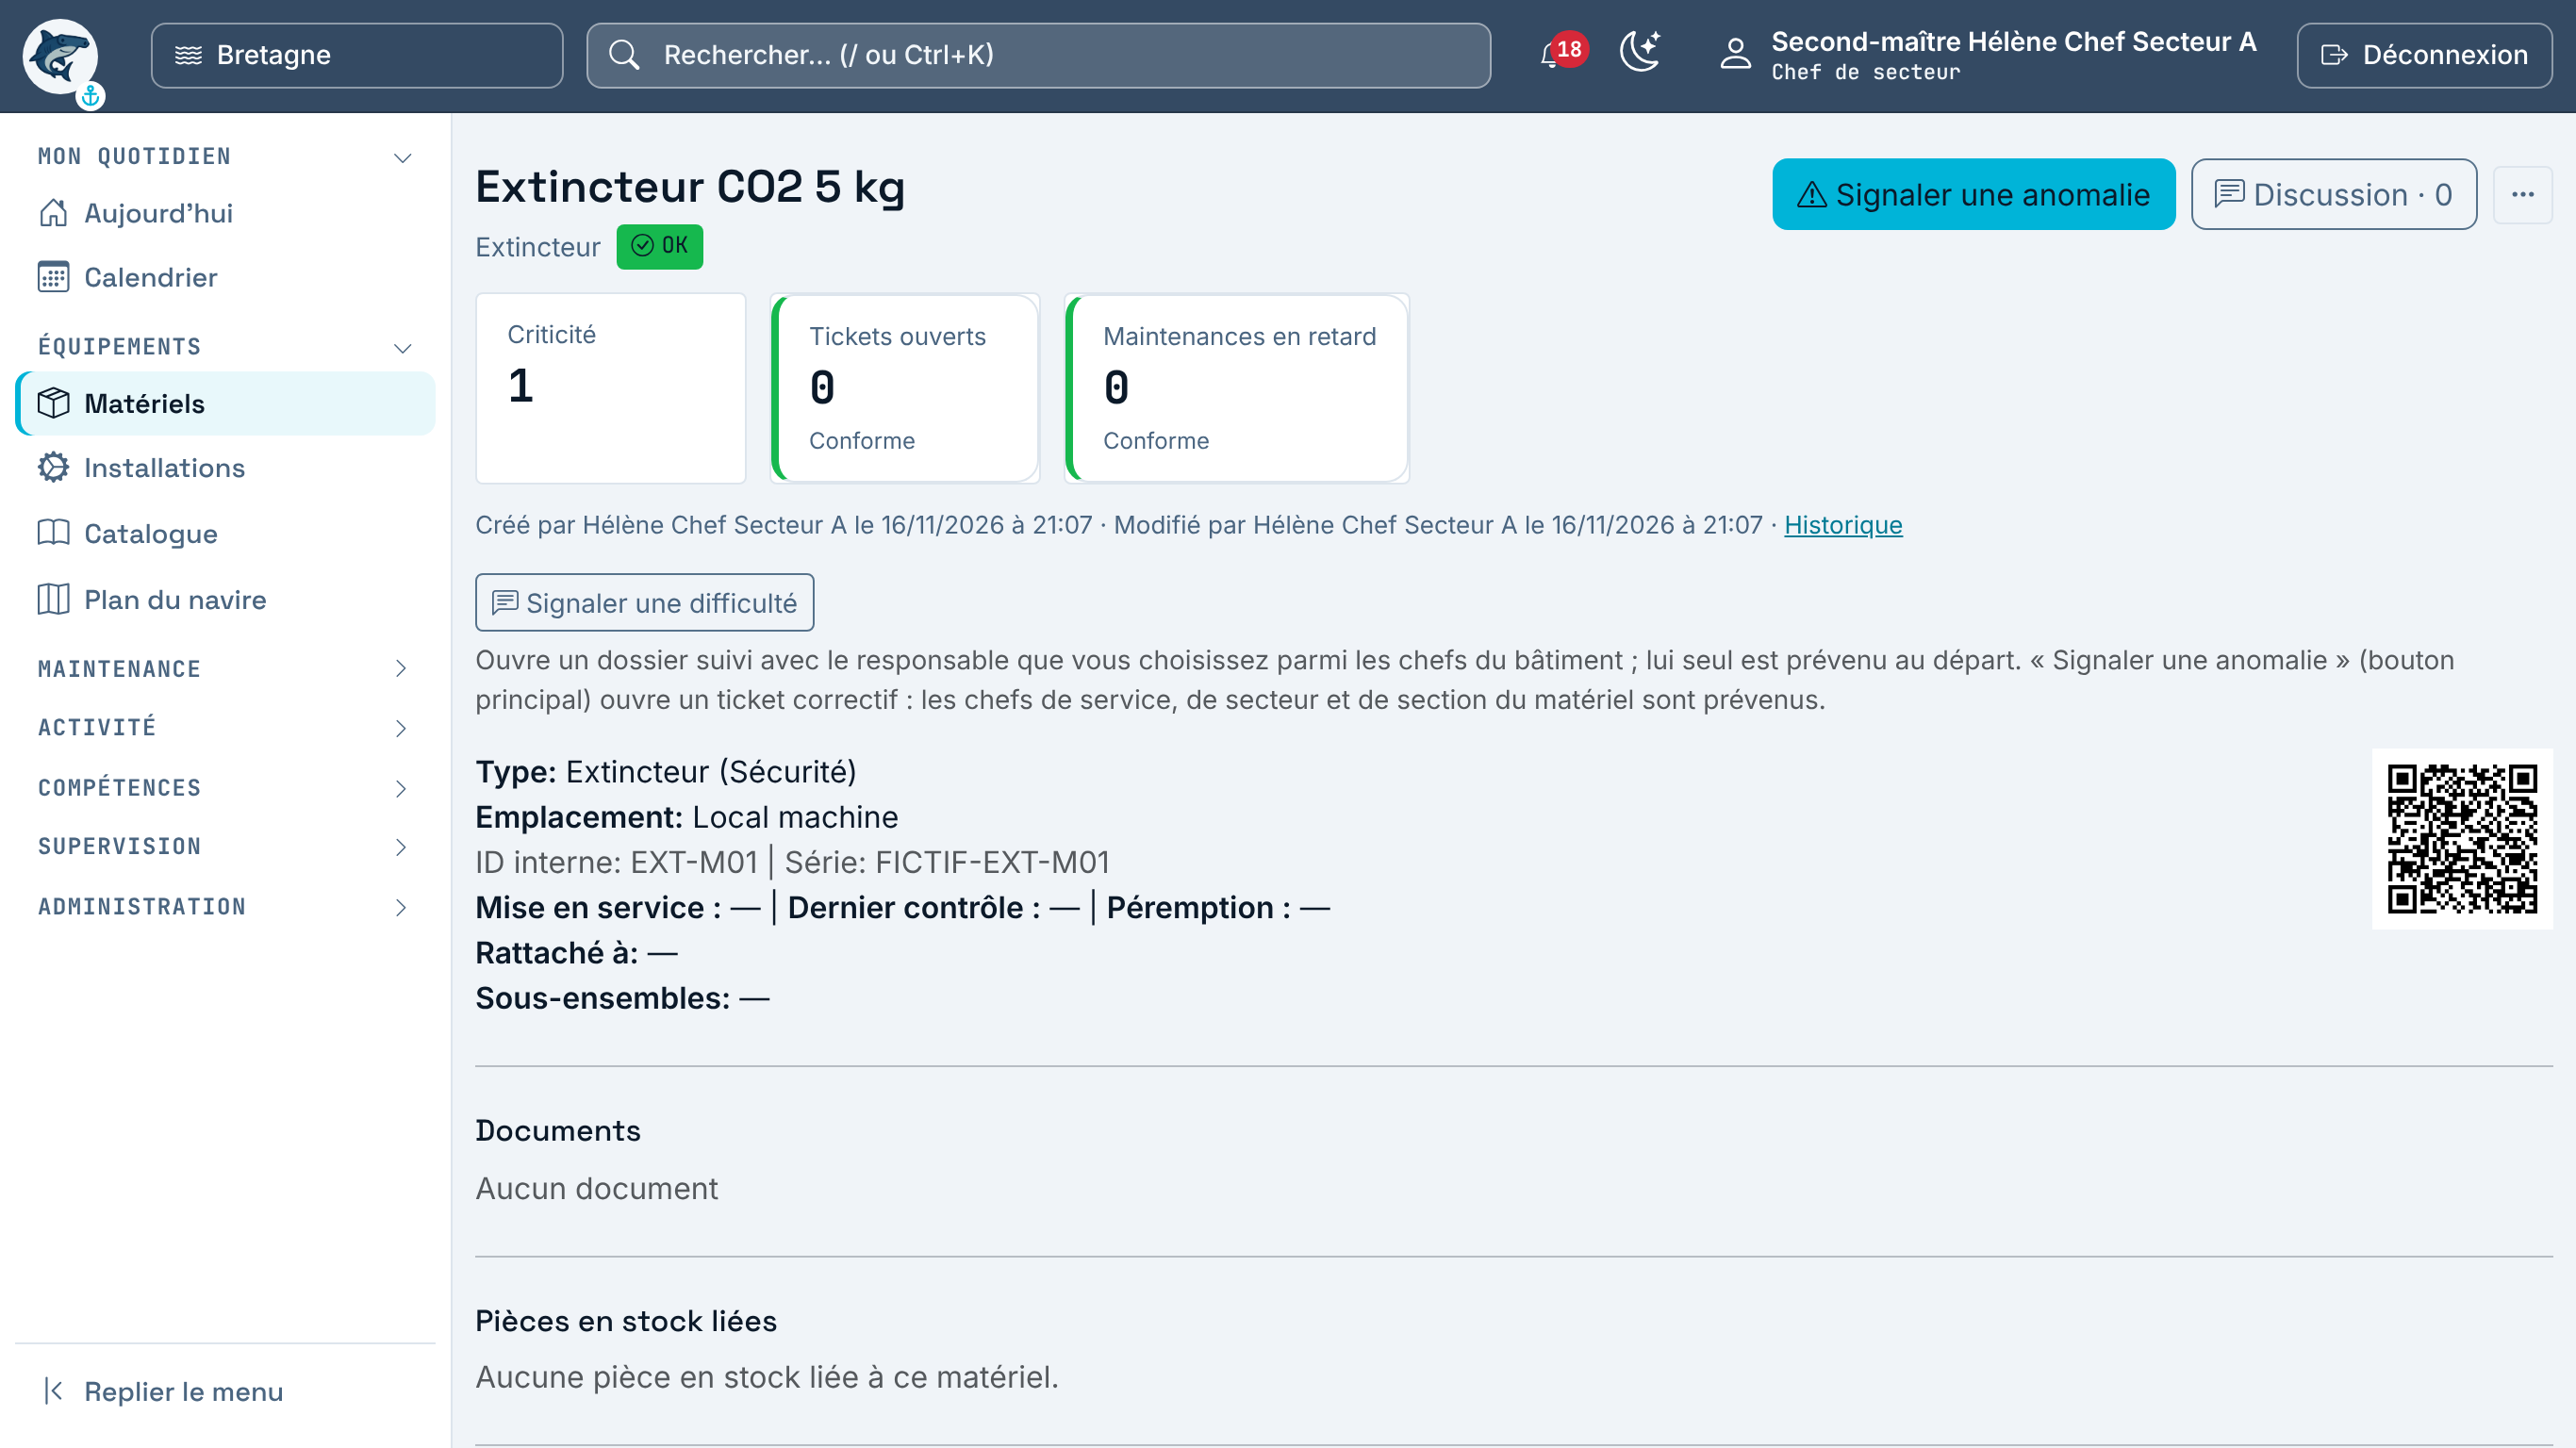 Bretagne
Rechercher... (/ ou Ctrl+K)
18
Second-maître Hélène Chef Secteur A
Chef de secteur
Déconnexion
MON QUOTIDIEN
Aujourd'hui
Calendrier
ÉQUIPEMENTS
Matériels
Installations
Catalogue
Plan du navire
MAINTENANCE
ACTIVITÉ
COMPÉTENCES
SUPERVISION
ADMINISTRATION
Replier le menu
Extincteur CO2 5 kg
Signaler une anomalie
Discussion · 0
Extincteur
OK
Criticité
1
Tickets ouverts
0
Conforme
Maintenances en retard
0
Conforme
Créé par Hélène Chef Secteur A le 16/11/2026 à 21:07 · Modifié par Hélène Chef Secteur A le 16/11/2026 à 21:07 · Historique
Signaler une difficulté
Ouvre un dossier suivi avec le responsable que vous choisissez parmi les chefs du bâtiment ; lui seul est prévenu au départ. « Signaler une anomalie » (bouton
principal) ouvre un ticket correctif : les chefs de service, de secteur et de section du matériel sont prévenus.
Type: Extincteur (Sécurité)
Emplacement: Local machine
ID interne: EXT-M01 | Série: FICTIF-EXT-M01
Mise en service : — | Dernier contrôle : — | Péremption : —
Rattaché à: —
Sous-ensembles: —
Documents
Aucun document
Pièces en stock liées
Aucune pièce en stock liée à ce matériel.